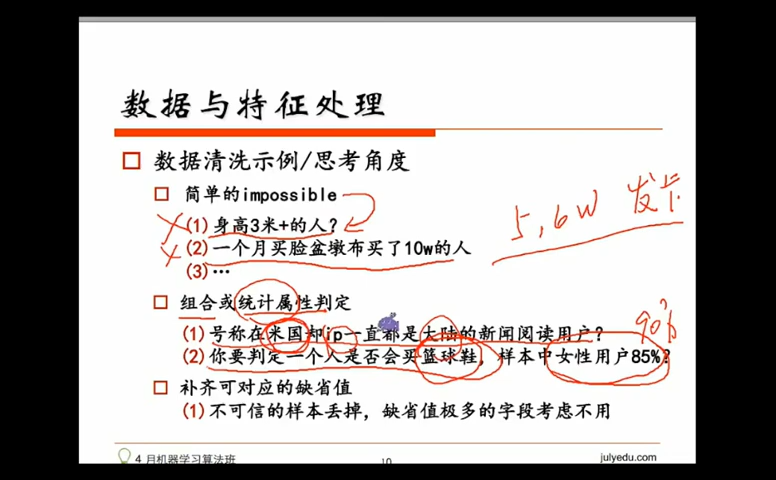 数据与特征处理
数据清洗示例/思考角度
简单的impossible
(1) 身高3米+的人?
(2) 一个月买脸盆墩布买了10w的人
(3) …
5,6W 发卡
组合或统计属性判定
(1) 号称在米国却ip一直都是大陆的新闻阅读用户?
90%
(2) 你要判定一个人是否会买篮球鞋, 样本中女性用户85%?
补齐可对应的缺省值
(1) 不可信的样本丢掉, 缺省值极多的字段考虑不用
4 月机器学习算法班
10
julyedu.com